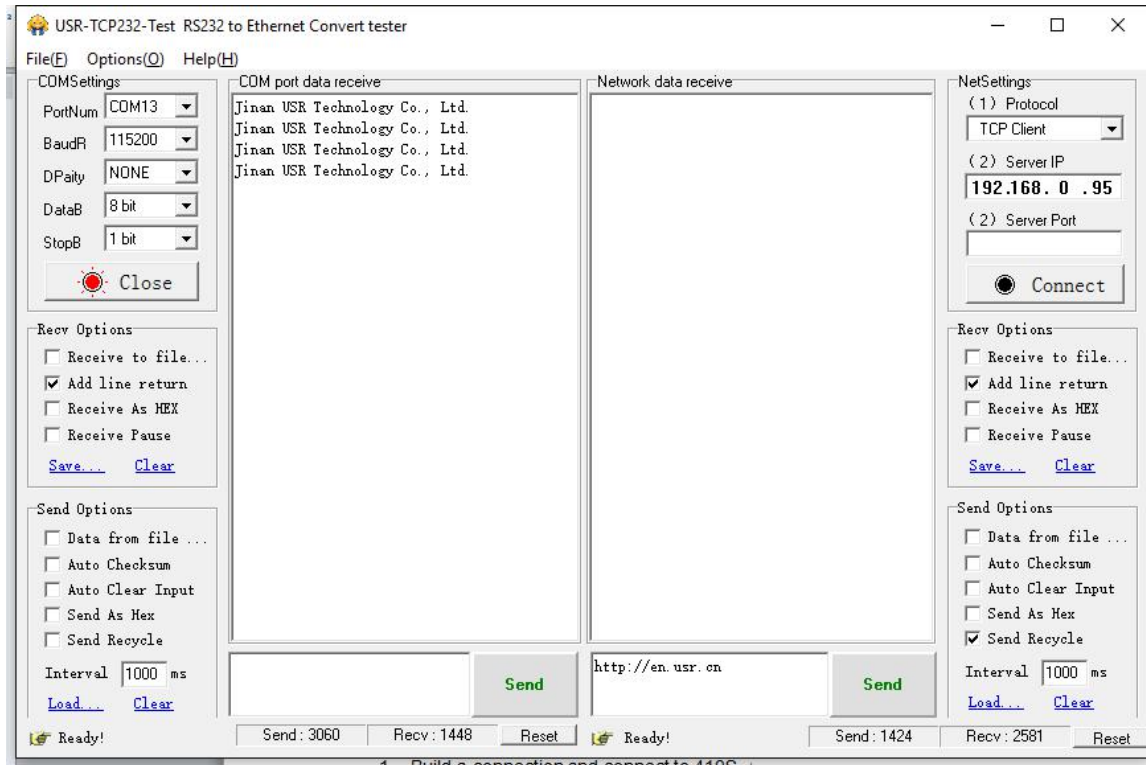 USR-TCP232-Test RS232 to Ethernet Convert tester
File(F) Options(O) Help(H)
COMSettings
PortNum COM13
BaudR 115200
DPaity NONE
DataB 8 bit
StopB 1 bit
Close
Recv Options
Receive to file...
Add line return
Receive As HEX
Receive Pause
Save... Clear
Send Options
Data from file ...
Auto Checksum
Auto Clear Input
Send As Hex
Send Recycle
Interval 1000 ms
Load... Clear
Ready!
COM port data receive
Jinan USR Technology Co., Ltd.
Jinan USR Technology Co., Ltd.
Jinan USR Technology Co., Ltd.
Jinan USR Technology Co., Ltd.
Send
Send : 3060 Recv : 1448 Reset
Network data receive
http://en.usr.cn
Send
Ready! Send : 1424 Recv : 2581 Reset
NetSettings
(1) Protocol
TCP Client
(2) Server IP
192.168. 0 .95
(2) Server Port
Connect
Recv Options
Receive to file...
Add line return
Receive As HEX
Receive Pause
Save... Clear
Send Options
Data from file ...
Auto Checksum
Auto Clear Input
Send As Hex
Send Recycle
Interval 1000 ms
Load... Clear